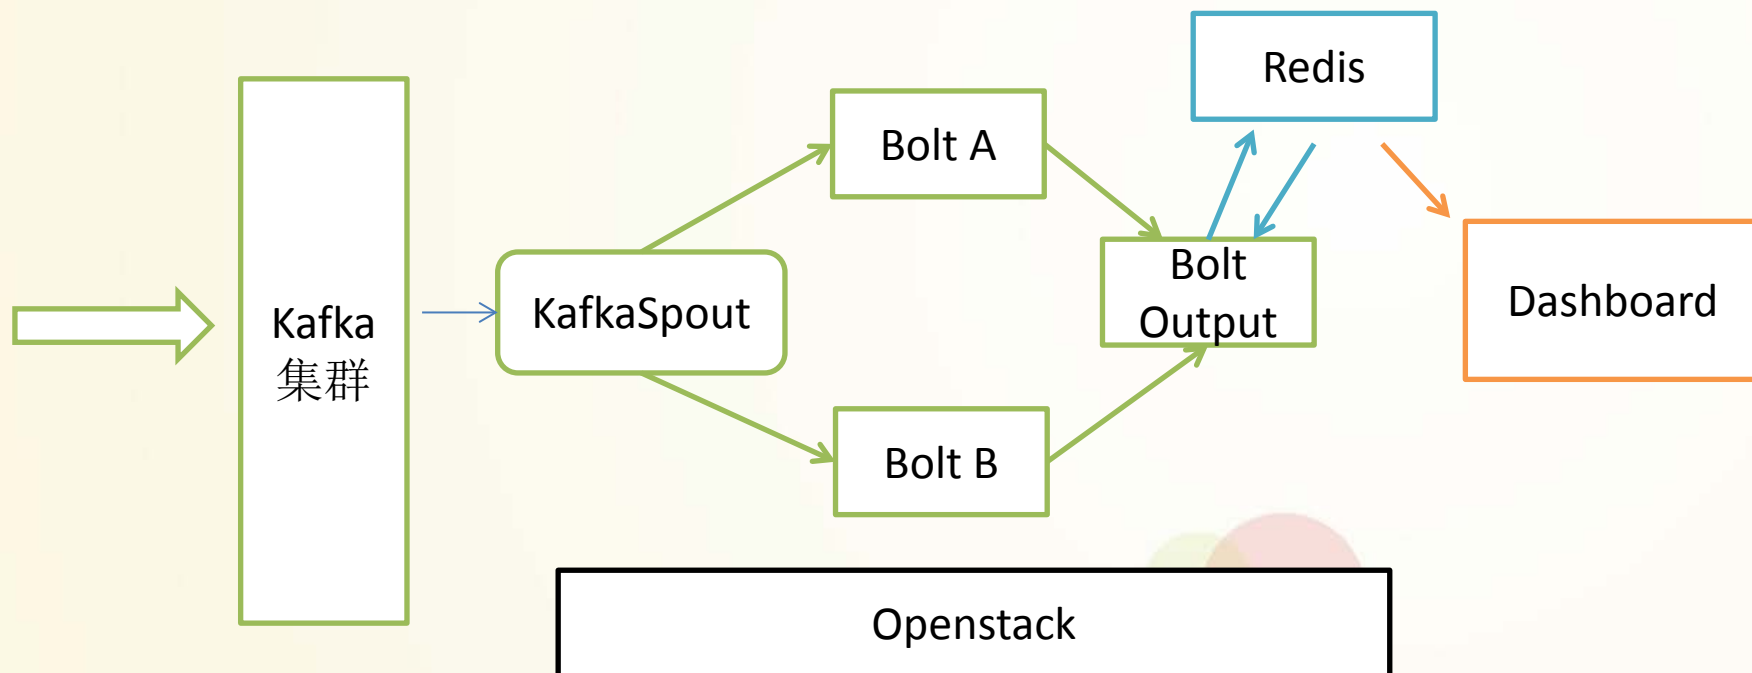 Redis
Bolt A
Kafka
集群
KafkaSpout
Bolt
Output
Dashboard
Bolt B
Openstack